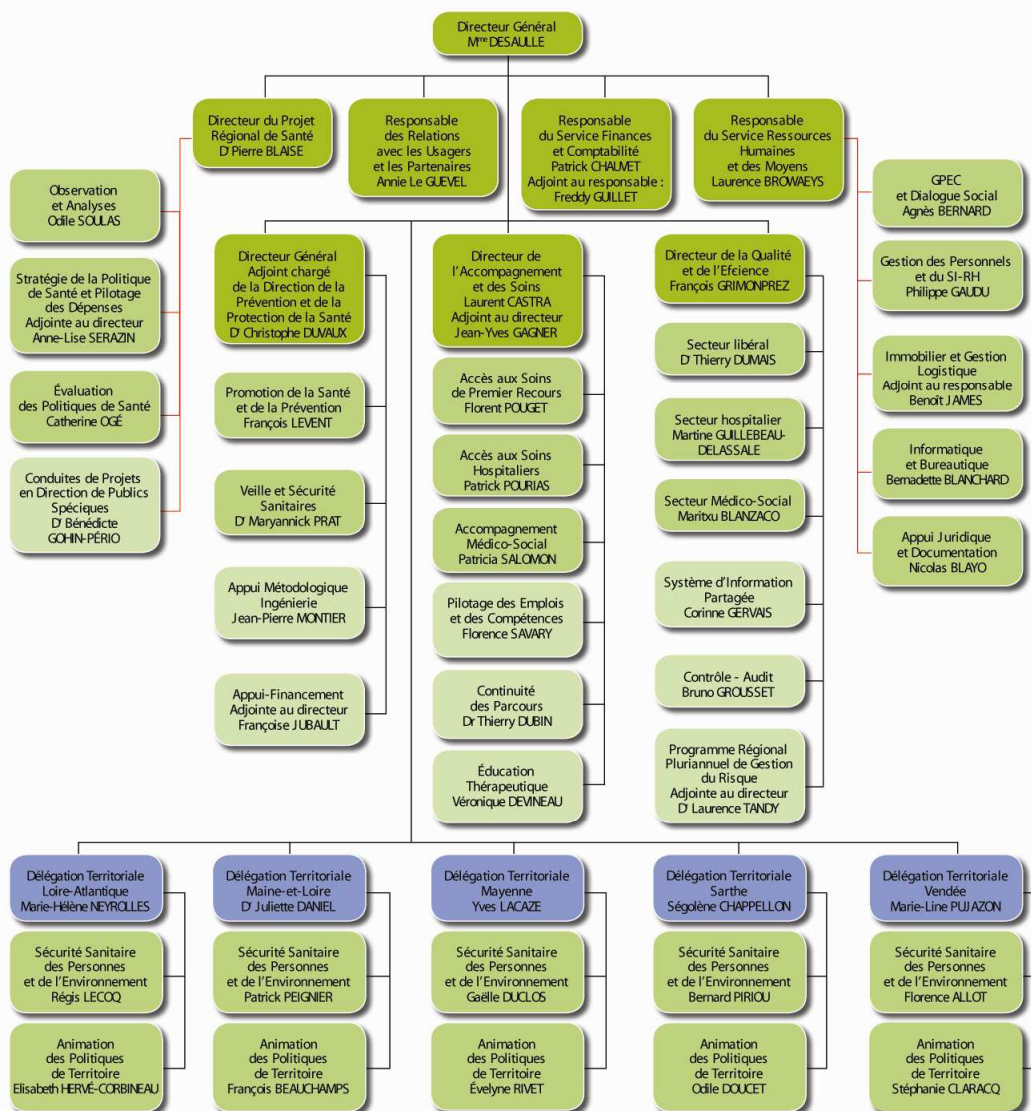 Directeur Général
Mme DESAULLE
Directeur du Projet
Régional de Santé
Dr Pierre BLAISE
Responsable
des Relations
avec les Usagers
et les Partenaires
Annie Le GUEVEL
Responsable
du Service Finances
et Comptabilité
Patrick CHAUVET
Adjoint au responsable :
Freddy GUILLET
Responsable
du Service Ressources
Humaines
et des Moyens
Laurence BROWAEYS
Observation
et Analyses
Odile SOULAS
Stratégie de la Politique
de Santé et Pilotage
des Dépenses
Adjointe au directeur
Anne-Lise SERAZIN
Évaluation
des Politiques de Santé
Catherine OGÉ
Conduites de Projets
en Direction de Publics
Spéciques
Dr Bénédicte
GOHIN-PÉRIO
Directeur Général
Adjoint chargé
de la Direction de la
Prévention et de la
Protection de la Santé
Dr Christophe DUVAUX
Promotion de la Santé
et de la Prévention
François LEVENT
Veille et Sécurité
Sanitaires
Dr Maryannick PRAT
Appui Métodologique
Ingénierie
Jean-Pierre MONTIER
Appui-Financement
Adjointe au directeur
Françoise JUBAULT
Directeur de
l'Accompagnement
et des Soins
Laurent CASTRA
Adjoint au directeur
Jean-Yves GAGNER
Accès aux Soins
de Premier Recours
Florent POUGET
Accès aux Soins
Hospitaliers
Patrick POURIAS
Accompagnement
Médico-Social
Patricia SALOMON
Pilotage des Emplois
et des Compétences
Florence SAVARY
Continuité
des Parcours
Dr Thierry DUBIN
Éducation
Thérapeutique
Véronique DEVINEAU
Directeur de la Qualité
et de l'Efcience
François GRIMONPREZ
Secteur libéral
Dr Thierry DUMAIS
Secteur hospitalier
Martine GUILLEBEAU-
DELASSALE
Secteur Médico-Social
Maritxu BLANZACO
Système d'Information
Partagée
Corinne GERVAIS
Contrôle - Audit
Bruno GROUSSET
Programme Régional
Pluriannuel de Gestion
du Risque
Adjointe au directeur
Dr Laurence TANDY
GPEC
et Dialogue Social
Agnès BERNARD
Gestion des Personnels
et du SI-RH
Philippe GAUDU
Immobilier et Gestion
Logistique
Adjoint au responsable
Benoît JAMES
Informatique
et Bureautique
Bernadette BLANCHARD
Appui Juridique
et Documentation
Nicolas BLAYO
Délégation Territoriale
Loire-Atlantique
Marie-Hélène NEYROLLES
Sécurité Sanitaire
des Personnes
et de l'Environnement
Régis LECOQ
Animation
des Politiques
de Territoire
Elisabeth HERVÉ-CORBINEAU
Délégation Territoriale
Maine-et-Loire
Dr Juliette DANIEL
Sécurité Sanitaire
des Personnes
et de l'Environnement
Patrick PEIGNIER
Animation
des Politiques
de Territoire
François BEAUCHAMPS
Délégation Territoriale
Mayenne
Yves LACAZE
Sécurité Sanitaire
des Personnes
et de l'Environnement
Gaëlle DUCLOS
Animation
des Politiques
de Territoire
Évelyne RIVET
Délégation Territoriale
Sarthe
Ségolène CHAPPELLON
Sécurité Sanitaire
des Personnes
et de l'Environnement
Bernard PIRIOU
Animation
des Politiques
de Territoire
Odile DOUCET
Délégation Territoriale
Vendée
Marie-Line PUJAZON
Sécurité Sanitaire
des Personnes
et de l'Environnement
Florence ALLOT
Animation
des Politiques
de Territoire
Stéphanie CLARACQ